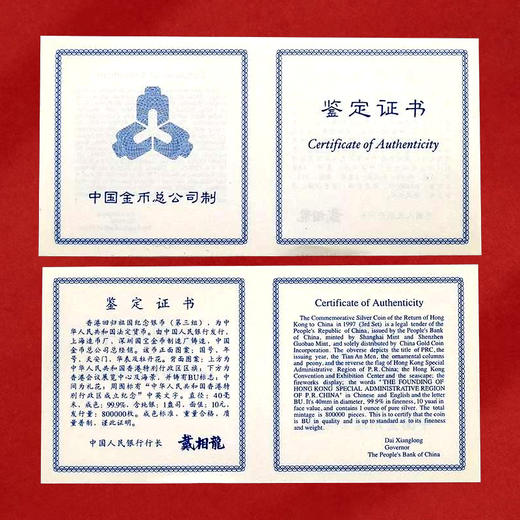 中国金币总公司制
鉴定证书
Certificate of Authenticity
鉴定证书
香港回归祖国纪念银币（第三组），为中
华人民共和国法定货币。由中国人民银行发行，
上海造币厂、深圳国宝币制造厂铸造，中国
金币总公司总经销。该币正面图案：国号、年
号、天安门、华表及牡丹花。背面图案：上方为
中华人民共和国香港特别行政区区旗；下方为
香港会议展览中心及海景，并铸有BU标志；中
间为礼花；周围标有“中华人民共和国香港特
别行政区成立纪念”中英文字。直径：40毫
米，成色：99.9%，含纯银：1盎司，面值：10元，
发行量：800000枚。成色标准，重量合格，质
量普制，谨此证明。
中国人民银行行长 戴相龍
Certificate of Authenticity
The Commemorative Silver Coin of the Return of Hong
Kong to China in 1997 (3rd Set) is a legal tender of the
People's Republic of China, issued by the People's Bank
of China, minted by Shanghai Mint and Shenzhen
Guobao Mint, and solely distributed by China Gold Coin
Incorporation. The obverse depicts the title of PRC, the
issuing year, the Tian An Men, the ornamental columns
and peony, and the reverse the flag of Hong Kong Special
Administrative Region of P.R.China; the Hong Kong
Convention and Exhibition Center and the seascape; the
fireworks display; the words "THE FOUNDING OF
HONG KONG SPECIAL ADMINISTRATIVE REGION
OF P.R.CHINA" in Chinese and English and the letter
BU. It's 40mm in diameter, 99.9% in fineness, 10 yuan in
face value, and contains 1 ounce of pure silver. The total
mintage is 800000 pieces. This is to certify that the coin
is BU in quality and is up to standard as to its fineness
and weight.
Dai Xianglong
Governor
The People's Bank of China